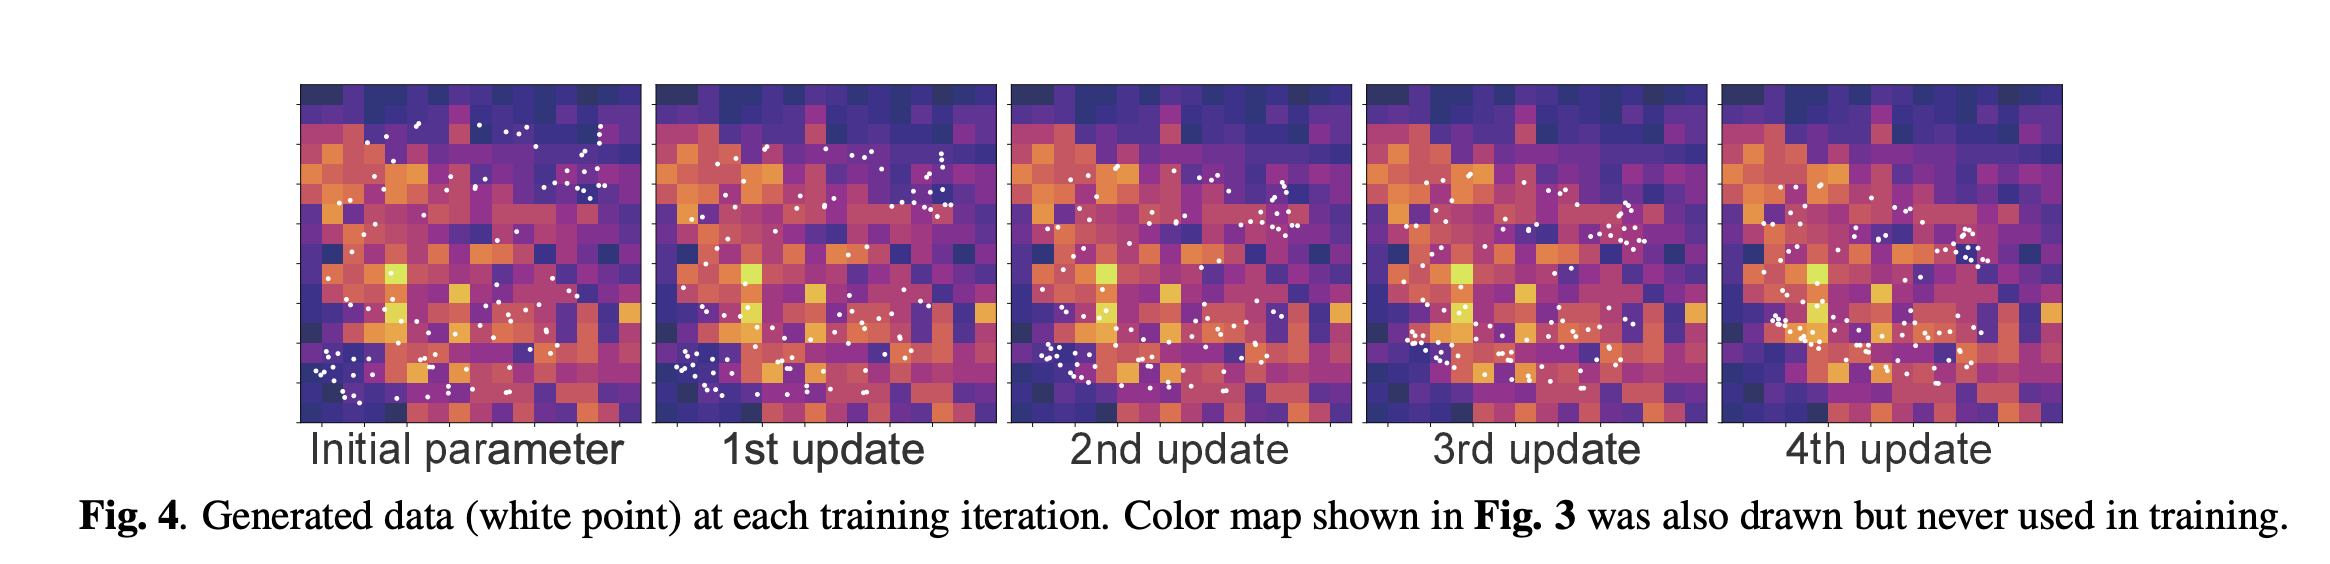 Initial parameter 1st update 2nd update 3rd update 4th update
Fig. 4. Generated data (white point) at each training iteration. Color map shown in Fig. 3 was also drawn but never used in training.